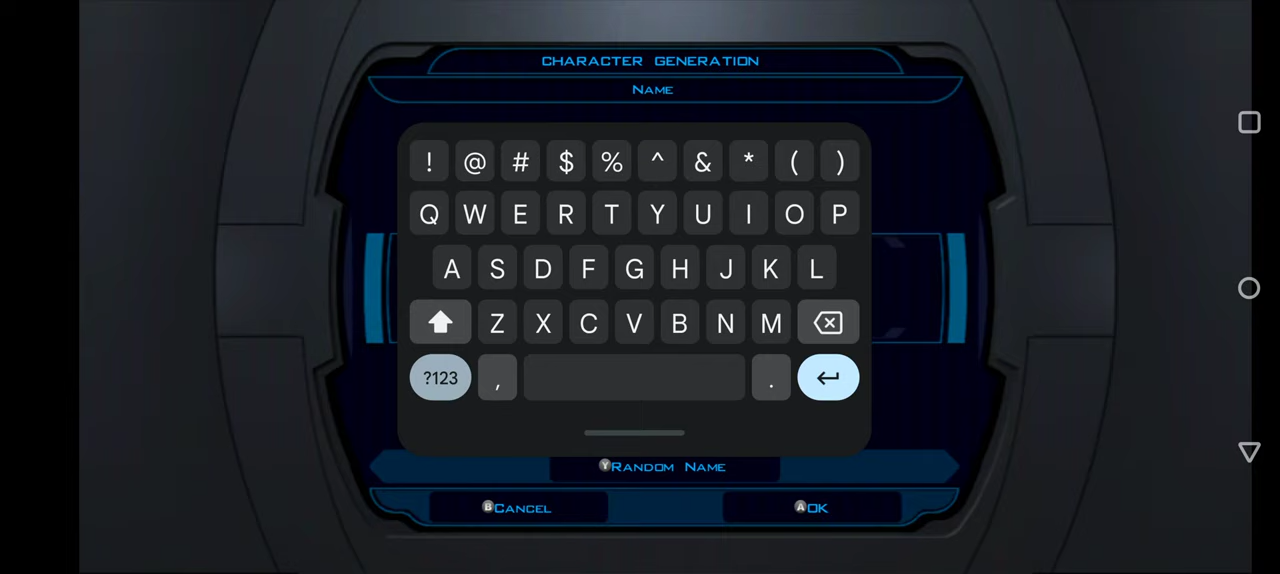 CHARACTER GENERATION
NAME
! @ # $ % ^ & * ( )
Q W E R T Y U I O P
A S D F G H J K L
Z X C V B N M
?123 , .
Y RANDOM NAME
B CANCEL
A OK